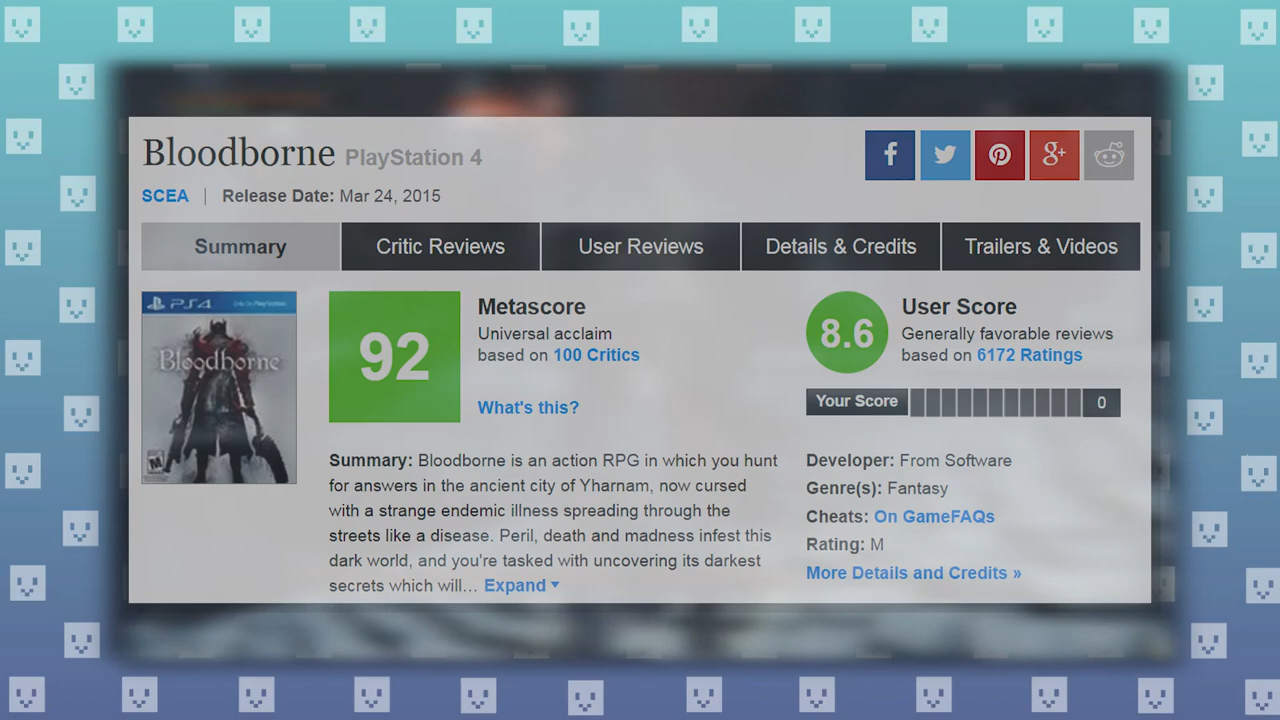 Bloodborne PlayStation 4
SCEA | Release Date: Mar 24, 2015
Summary
Critic Reviews
User Reviews
Details & Credits
Trailers & Videos
PS4
Only On PlayStation
Bloodborne
M
92
Metascore
Universal acclaim
based on 100 Critics
What's this?
8.6
User Score
Generally favorable reviews
based on 6172 Ratings
Your Score
0
Summary: Bloodborne is an action RPG in which you hunt
for answers in the ancient city of Yharnam, now cursed
with a strange endemic illness spreading through the
streets like a disease. Peril, death and madness infest this
dark world, and you're tasked with uncovering its darkest
secrets which will... Expand
Developer: From Software
Genre(s): Fantasy
Cheats: On GameFAQs
Rating: M
More Details and Credits »